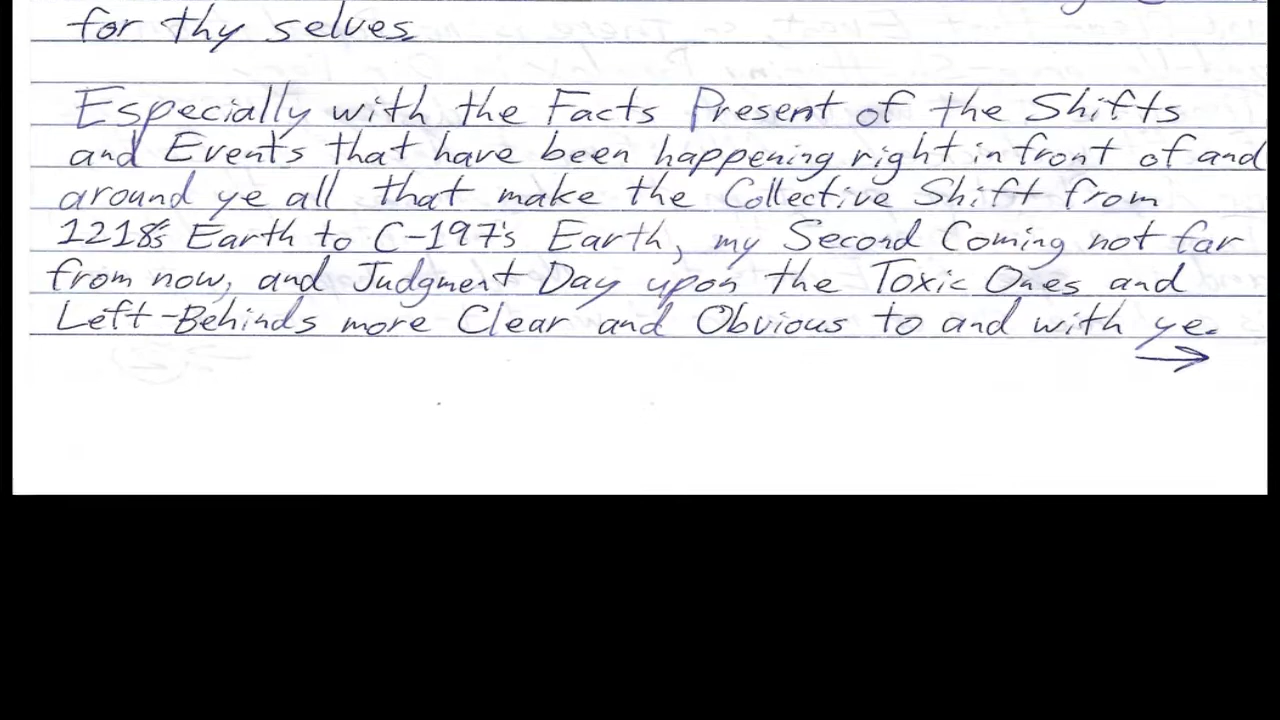 for thy selves.
Especially with the Facts Present of the Shifts
and Events that have been happening right in front of and
around ye all that make the Collective Shift from
1218's Earth to C-197's Earth, my Second Coming not far
from now, and Judgment Day upon the Toxic Ones and
Left-Behinds more Clear and Obvious to and with ye.
→